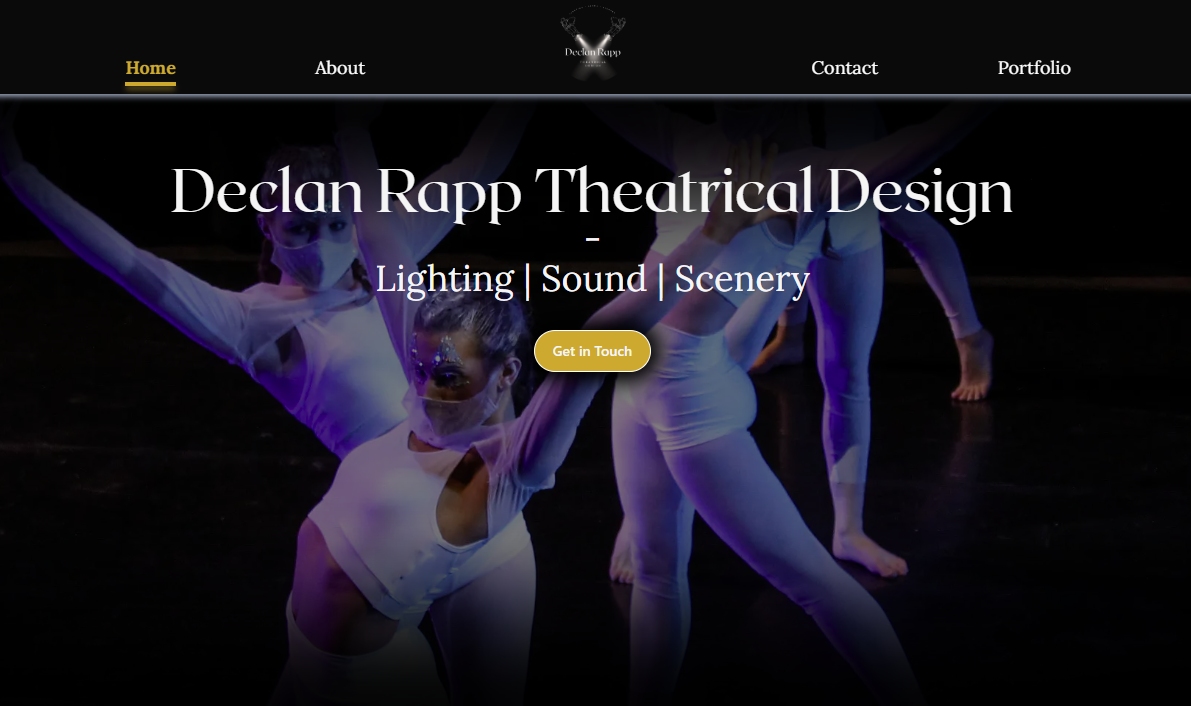 Home
About
Declan Rapp
Contact
Portfolio
Declan Rapp Theatrical Design
-
Lighting | Sound | Scenery
Get in Touch